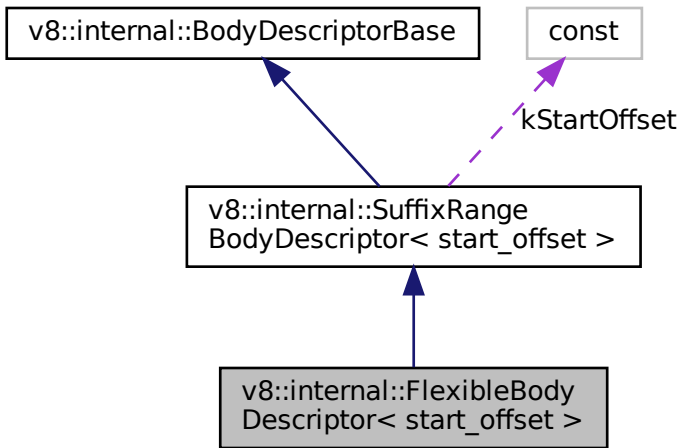 v8::internal::BodyDescriptorBase
const
kStartOffset
v8::internal::SuffixRange
BodyDescriptor< start_offset >
v8::internal::FlexibleBody
Descriptor< start_offset >